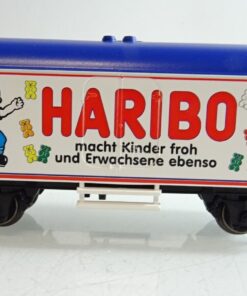 HARIBO
macht Kinder froh
und Erwachsene ebenso